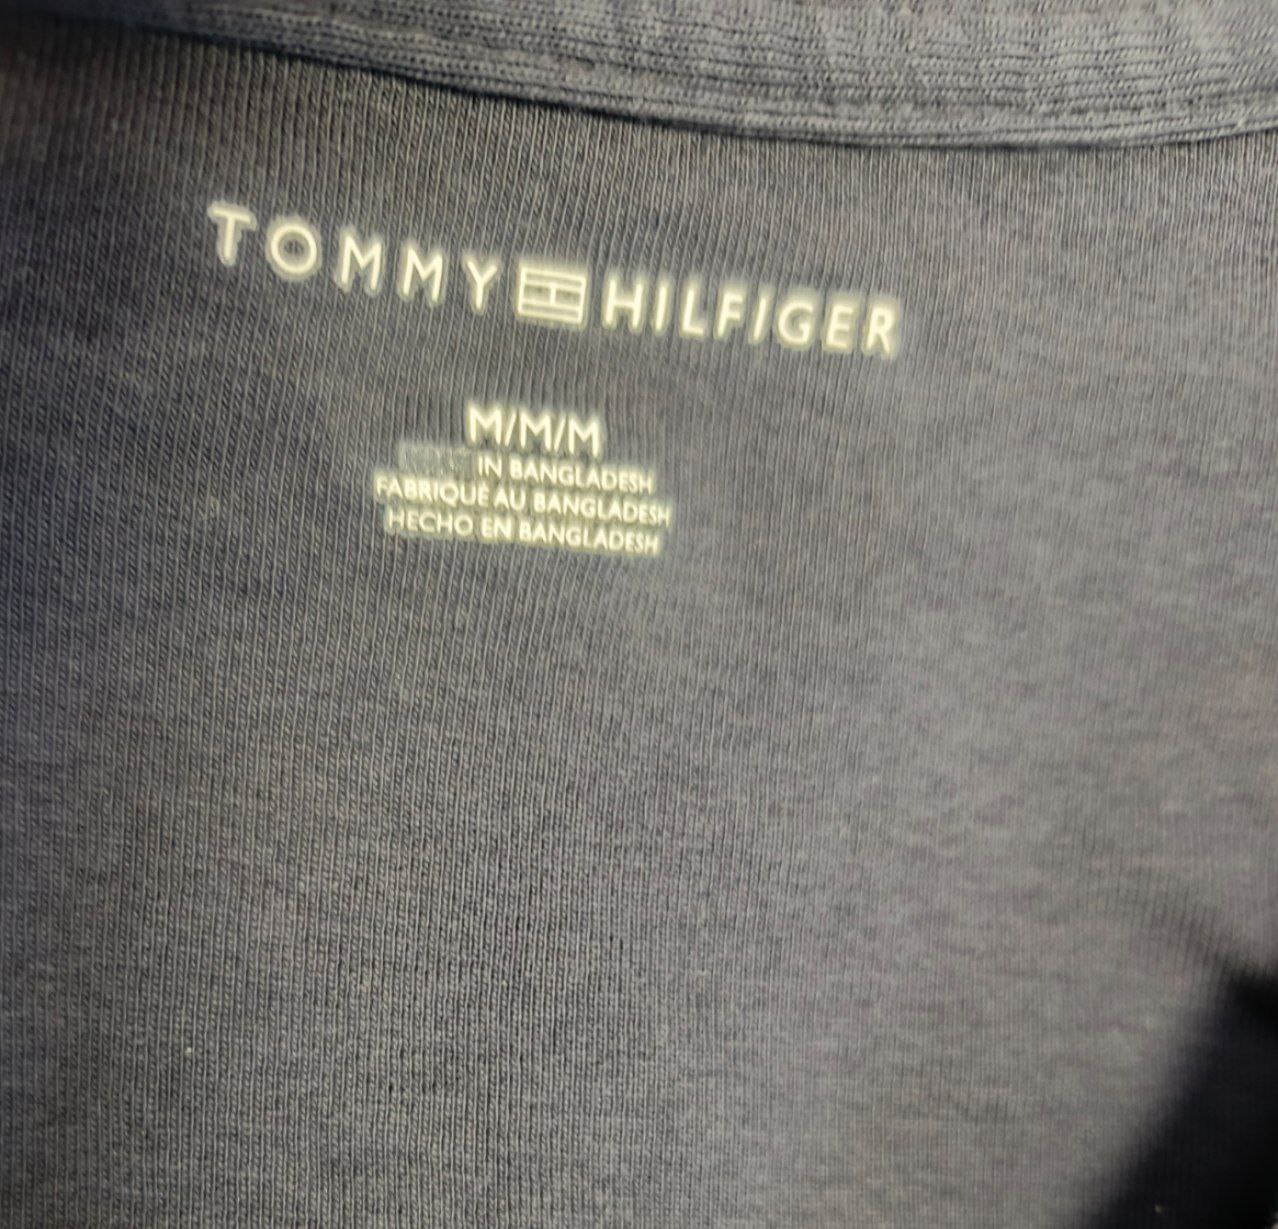 TOMMY HILFIGER
M/M/M
IN BANGLADESH
FABRIQUÉ AU BANGLADESH
HECHO EN BANGLADESH